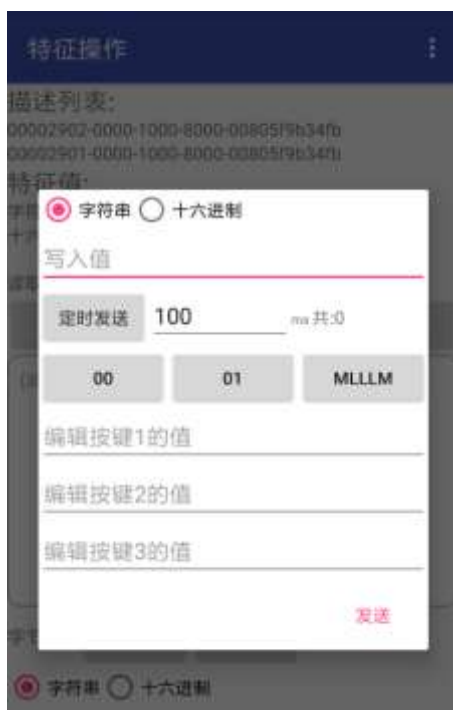 特征操作
描述列表:
00002902-0000-1000-8000-00805f9b34fb
00002901-0000-1000-8000-00805f9b34fb
特征值:
字符串 十六进制
写入值
定时发送 100 ms 共:0
00 01 MLLLM
编辑按键1的值
编辑按键2的值
编辑按键3的值
发送
字符串 十六进制